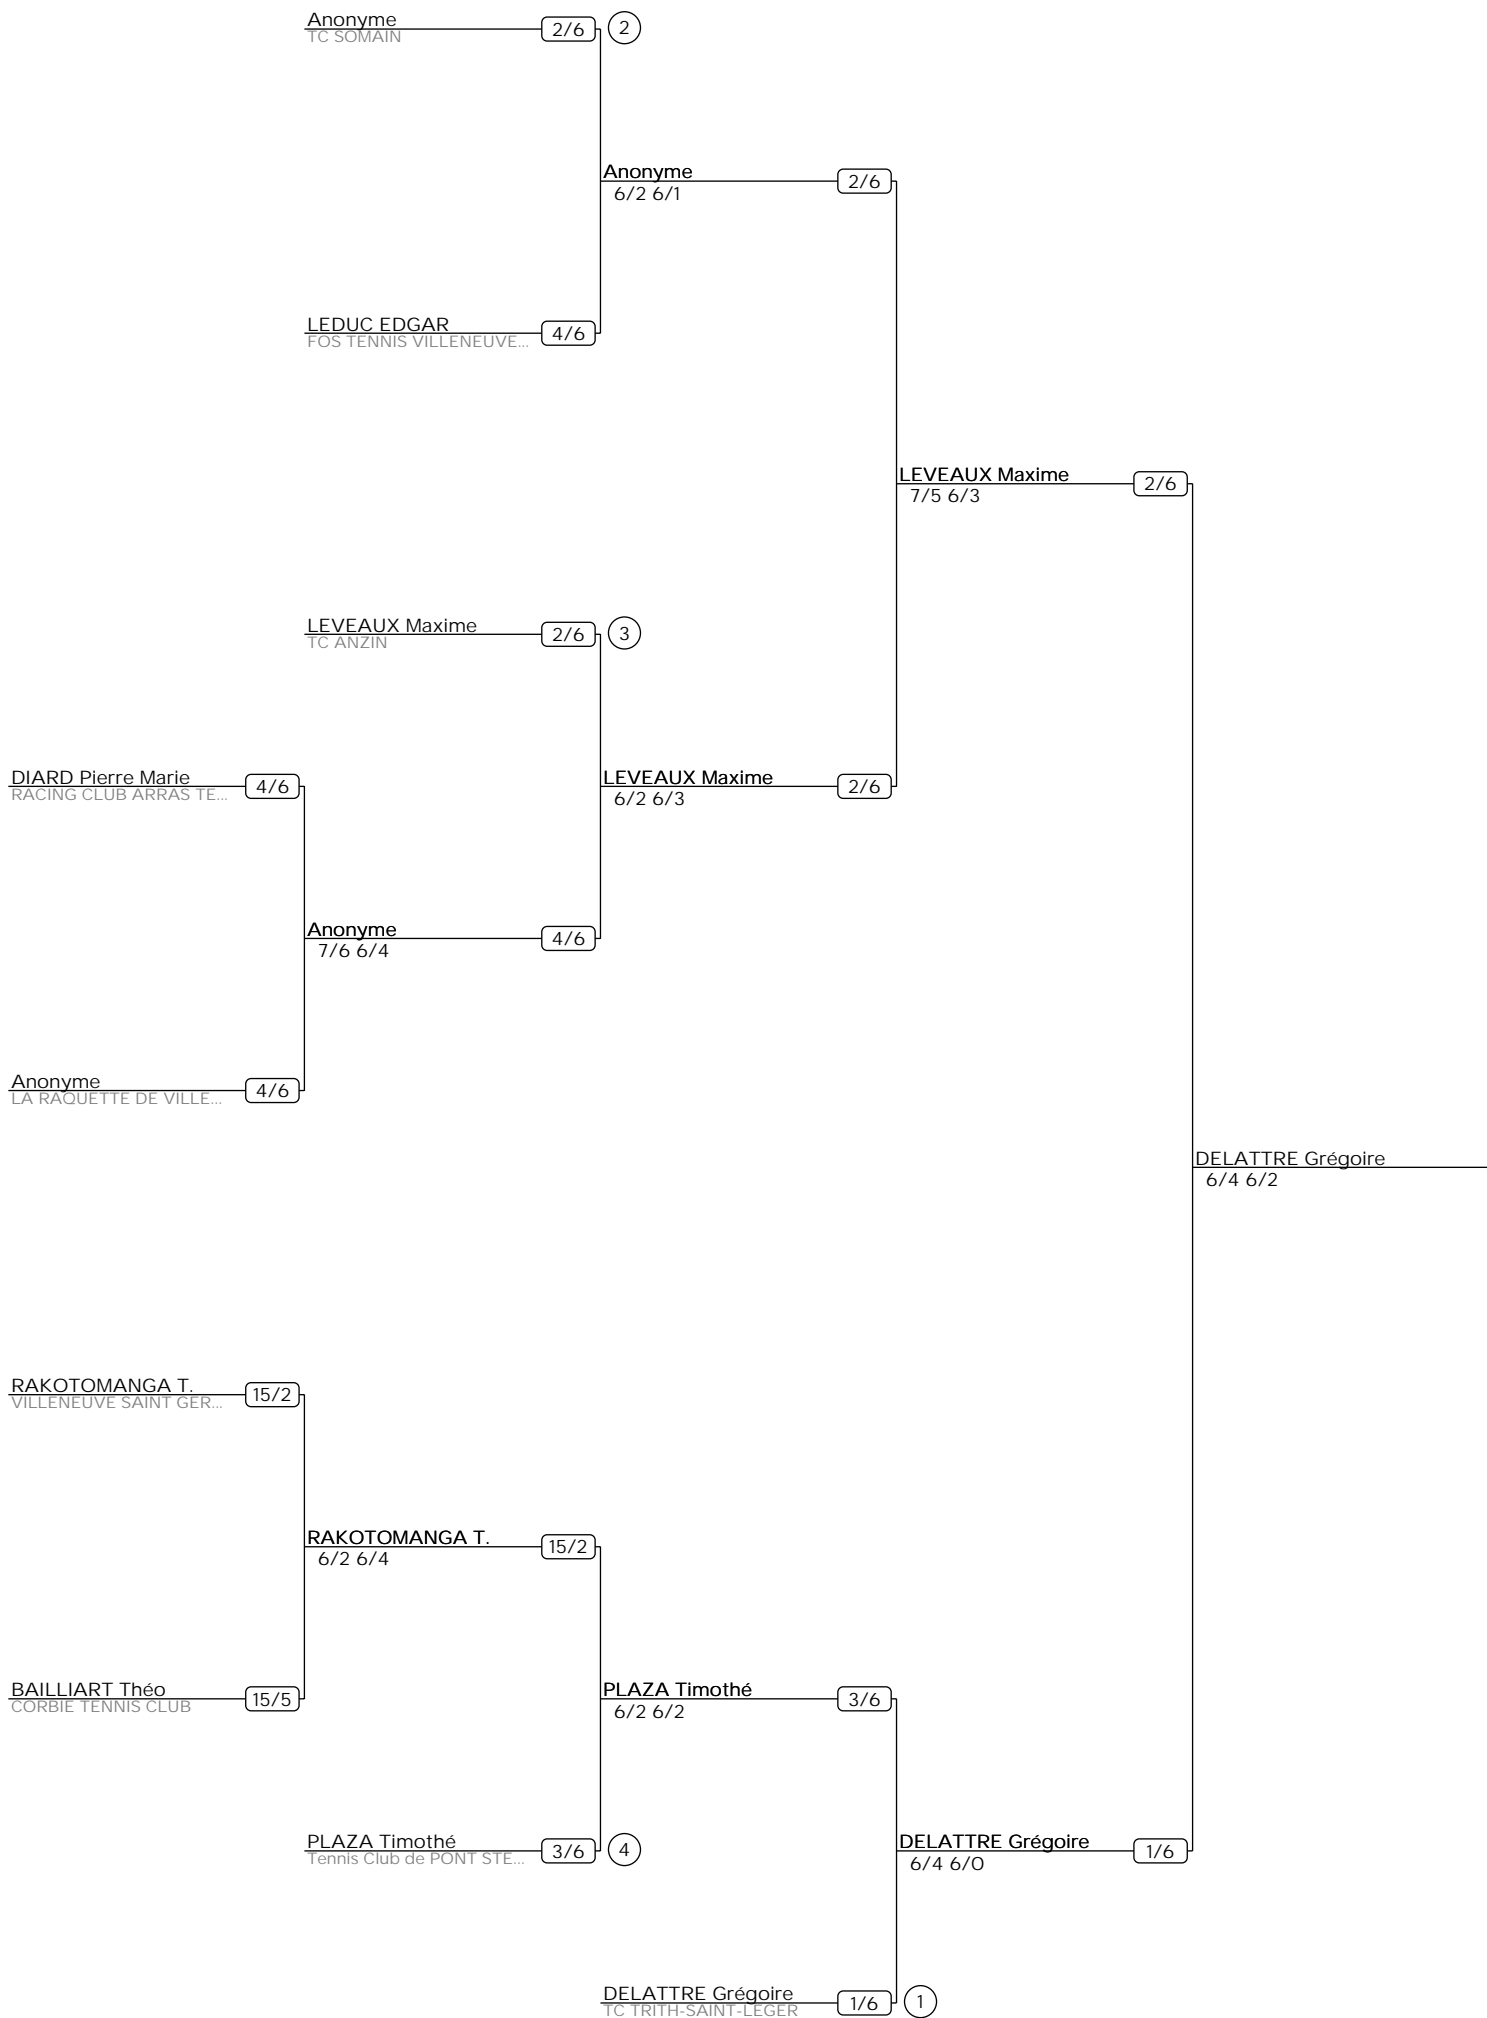 Anonyme
TC SOMAIN
2/6
2
Anonyme
6/2 6/1
2/6
LEDUC EDGAR
FOS TENNIS VILLENEUVE...
4/6
LEVEAUX Maxime
7/5 6/3
2/6
LEVEAUX Maxime
TC ANZIN
2/6
3
DIARD Pierre Marie
RACING CLUB ARRAS TE...
4/6
LEVEAUX Maxime
6/2 6/3
2/6
Anonyme
7/6 6/4
4/6
Anonyme
LA RAQUETTE DE VILLE...
4/6
DELATTRE Grégoire
6/4 6/2
RAKOTOMANGA T.
VILLENEUVE SAINT GER...
15/2
RAKOTOMANGA T.
6/2 6/4
15/2
BAILLIART Théo
CORBIE TENNIS CLUB
15/5
PLAZA Timothé
6/2 6/2
3/6
PLAZA Timothé
Tennis Club de PONT STE...
3/6
4
DELATTRE Grégoire
6/4 6/0
1/6
DELATTRE Grégoire
TC TRITH-SAINT-LEGER
1/6
1